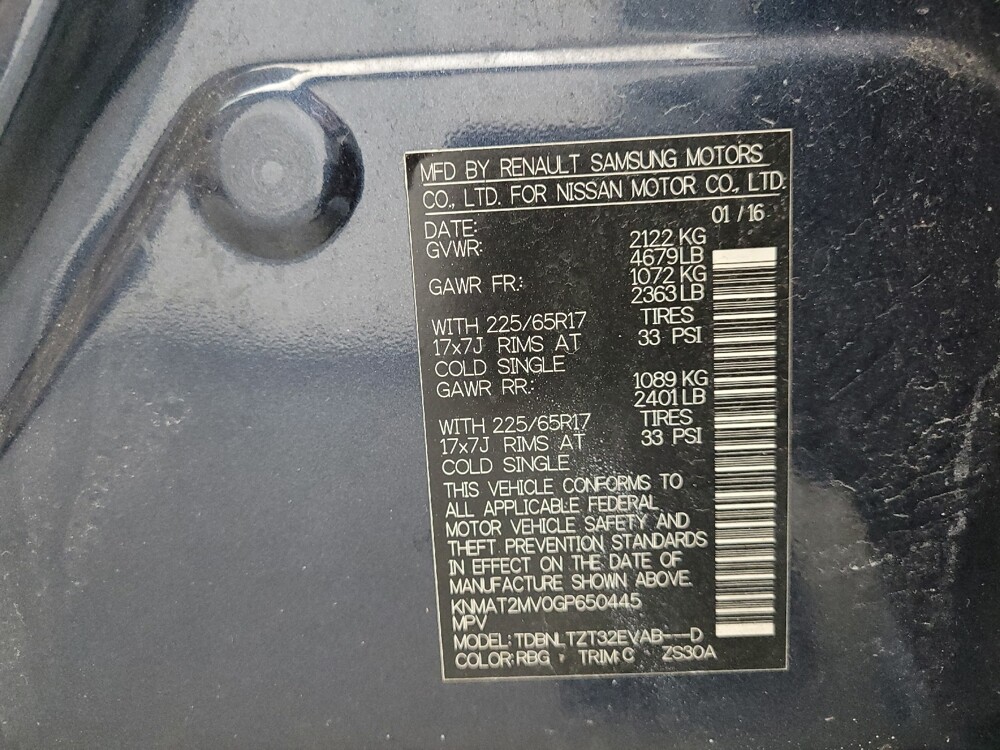 MFD BY RENAULT SAMSUNG MOTORS
CO., LTD. FOR NISSAN MOTOR CO., LTD.
DATE: 01 / 16
GVWR: 2122 KG
4679LB
GAWR FR: 1072 KG
2363 LB
WITH 225/65R17 TIRES
17x7J RIMS AT 33 PSI
COLD SINGLE
GAWR RR: 1089 KG
2401 LB
WITH 225/65R17 TIRES
17x7J RIMS AT 33 PSI
COLD SINGLE
THIS VEHICLE CONFORMS TO
ALL APPLICABLE FEDERAL
MOTOR VEHICLE SAFETY AND
THEFT PREVENTION STANDARDS
IN EFFECT ON THE DATE OF
MANUFACTURE SHOWN ABOVE.
KNMAT2MV0GP650445
MPV
MODEL: TDBNLTZT32EVAB---D
COLOR:RBG TRIM:C ZS30A